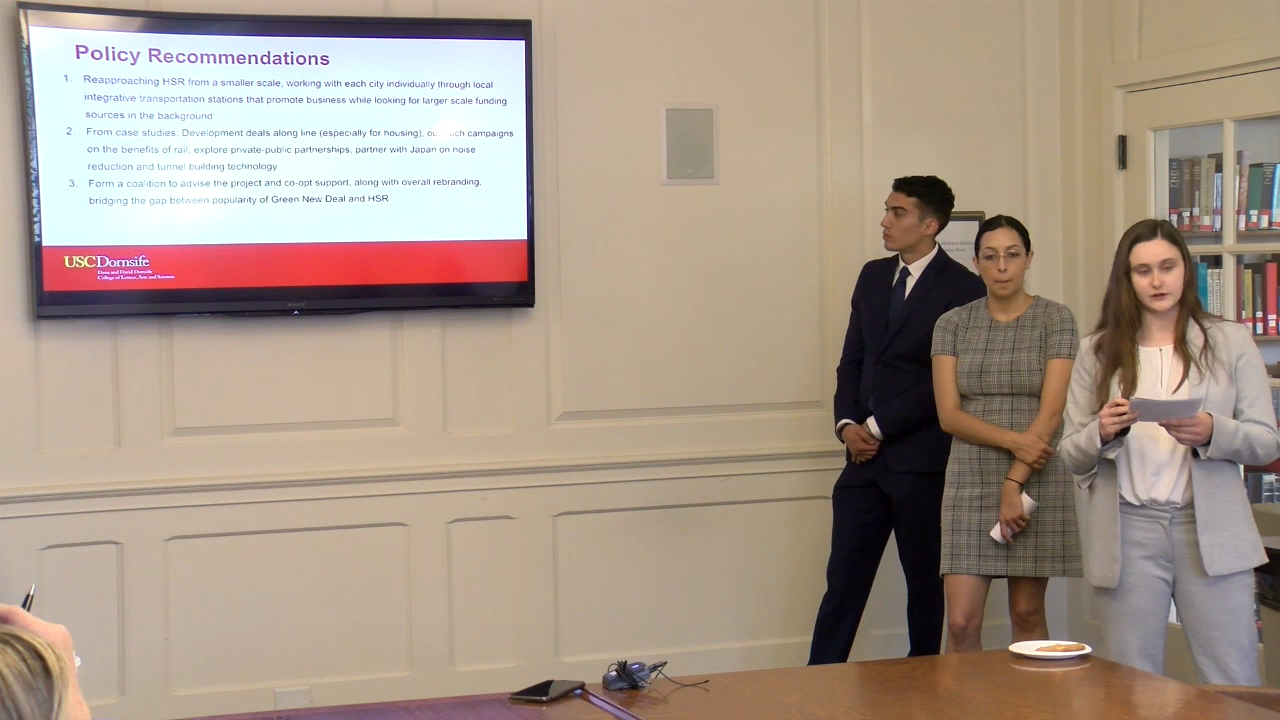 Policy Recommendations
1. Reapproaching HSR from a smaller scale, working with each city individually through local
integrative transportation stations that promote business while looking for larger scale funding
sources in the background
2. From case studies: Development deals along line (especially for housing), outreach campaigns
on the benefits of rail, explore private-public partnerships, partner with Japan on noise
reduction and tunnel building technology
3. Form a coalition to advise the project and co-opt support, along with overall rebranding,
bridging the gap between popularity of Green New Deal and HSR
USCDornsife
Dana and David Dornsife
College of Letters, Arts and Sciences